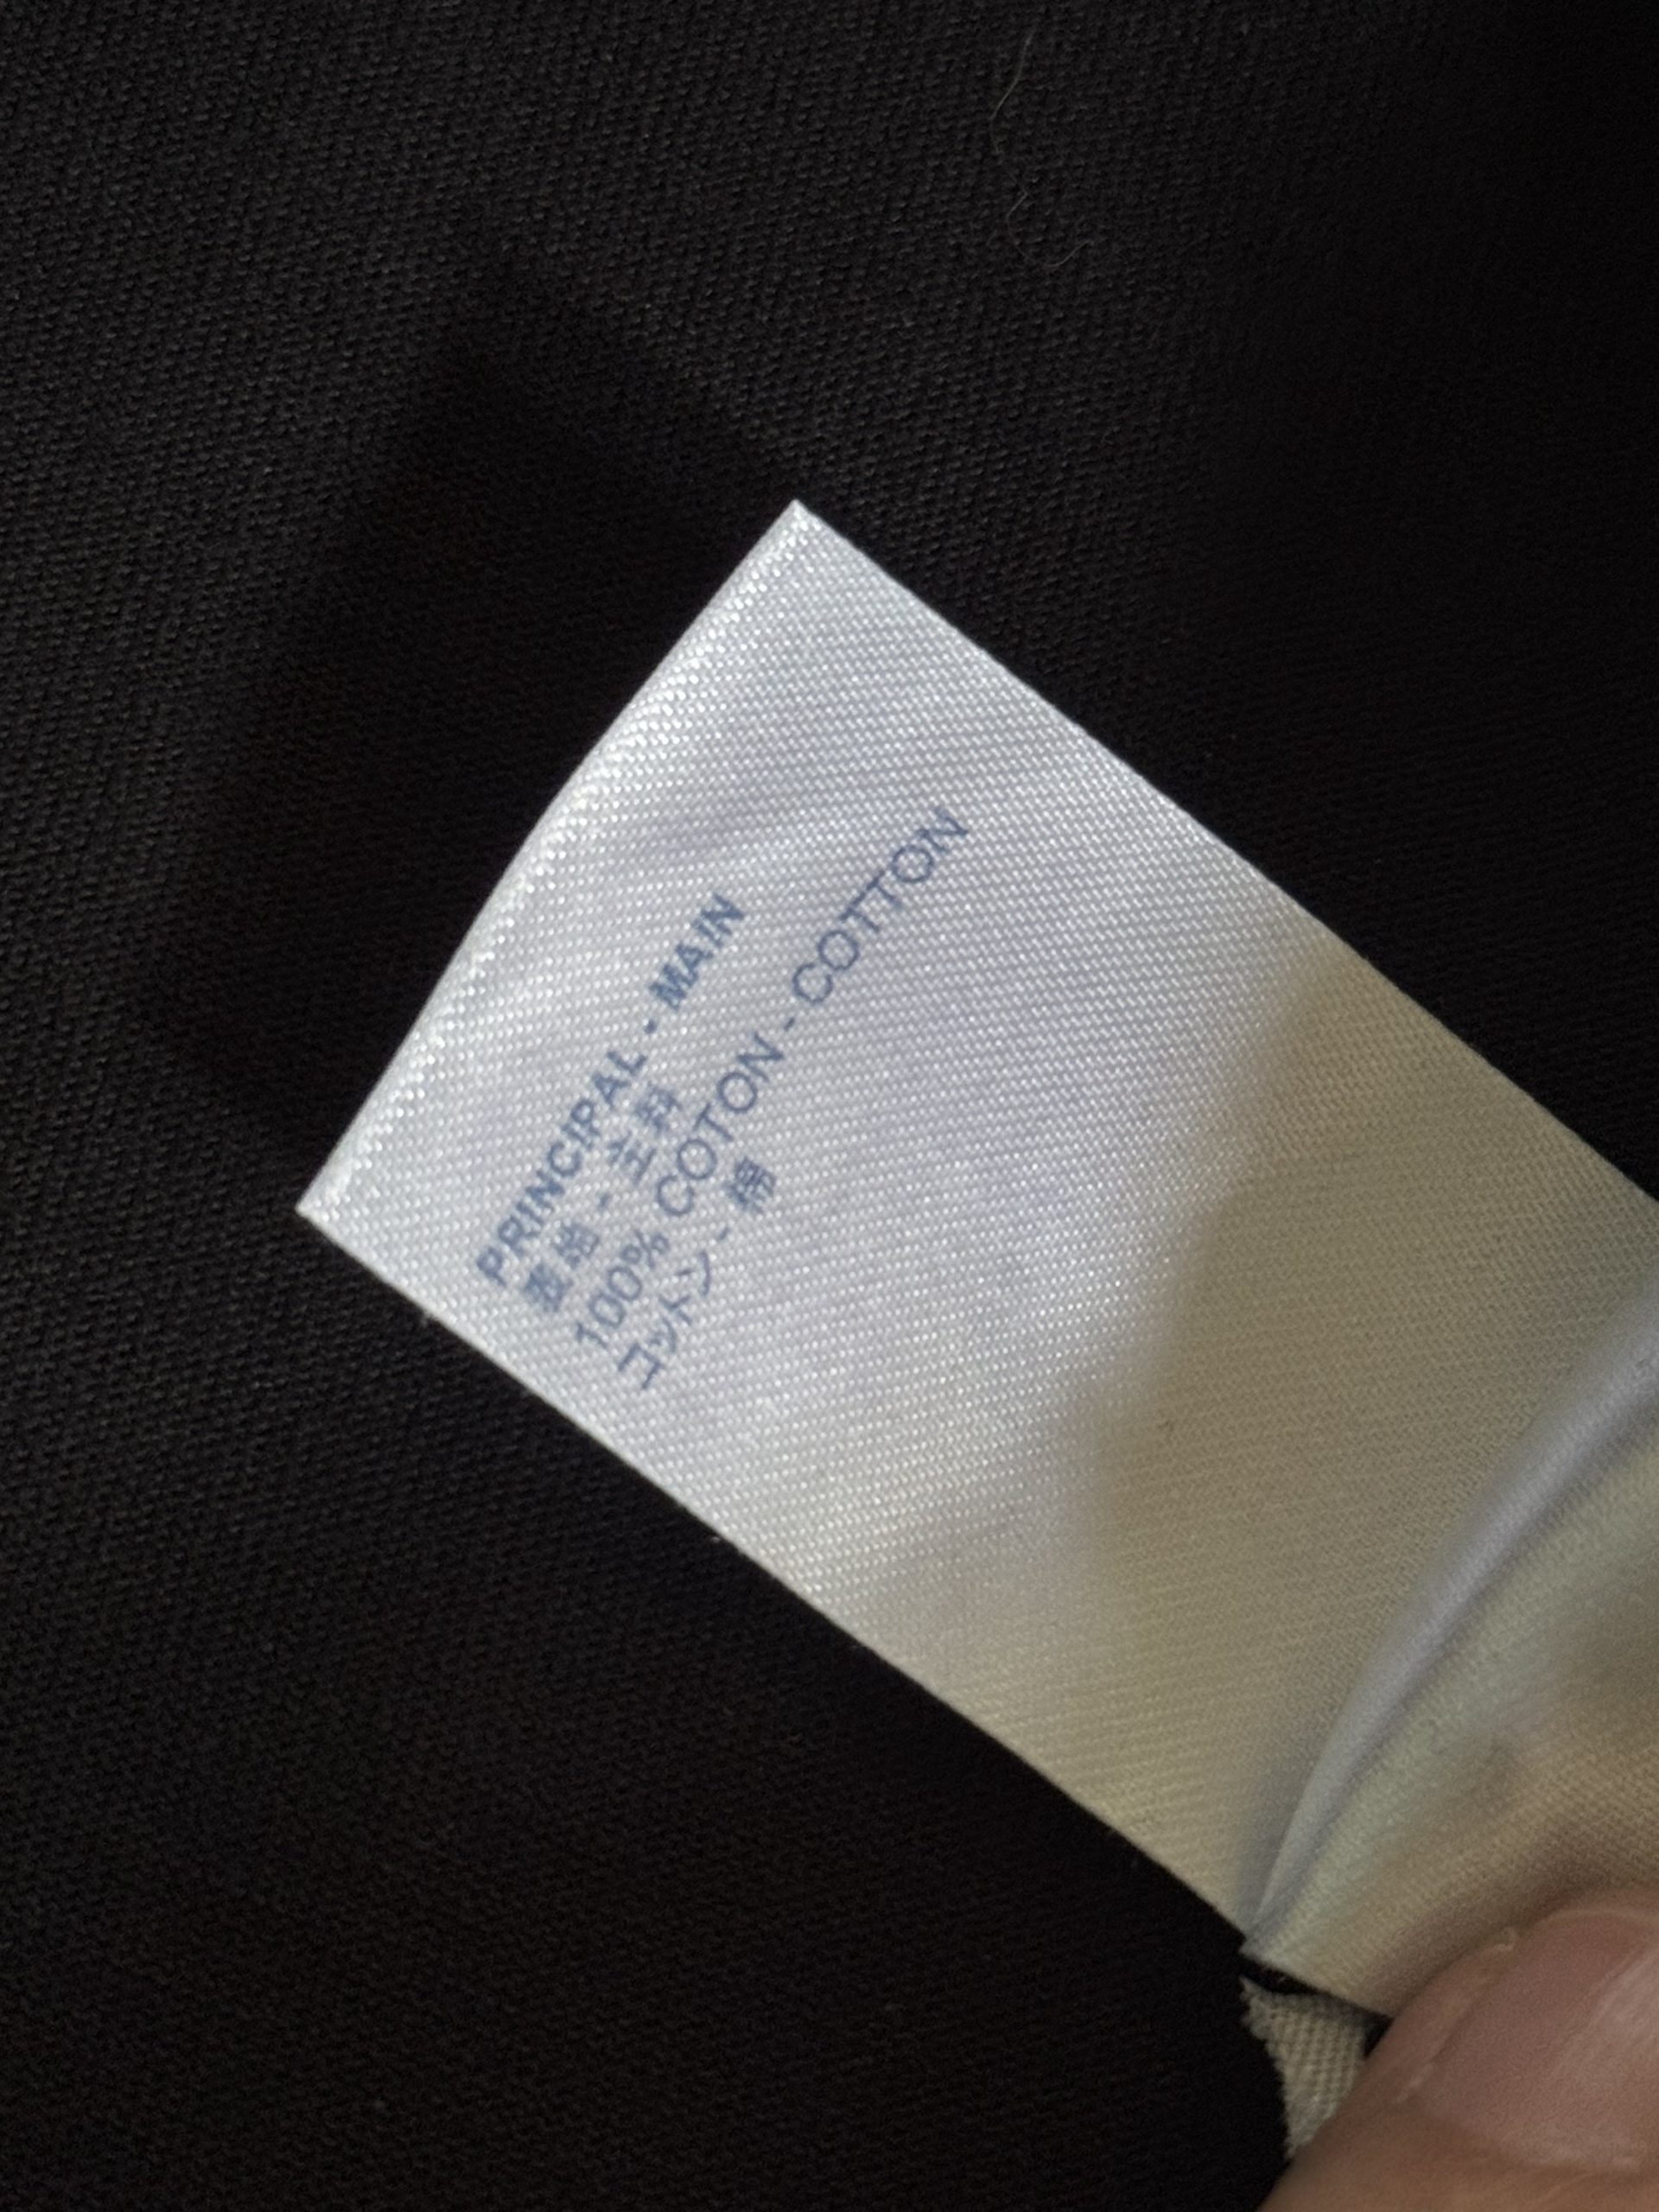 PRINCIPAL - MAIN
表地 - 主料
100% COTON - COTTON
コットン - 棉